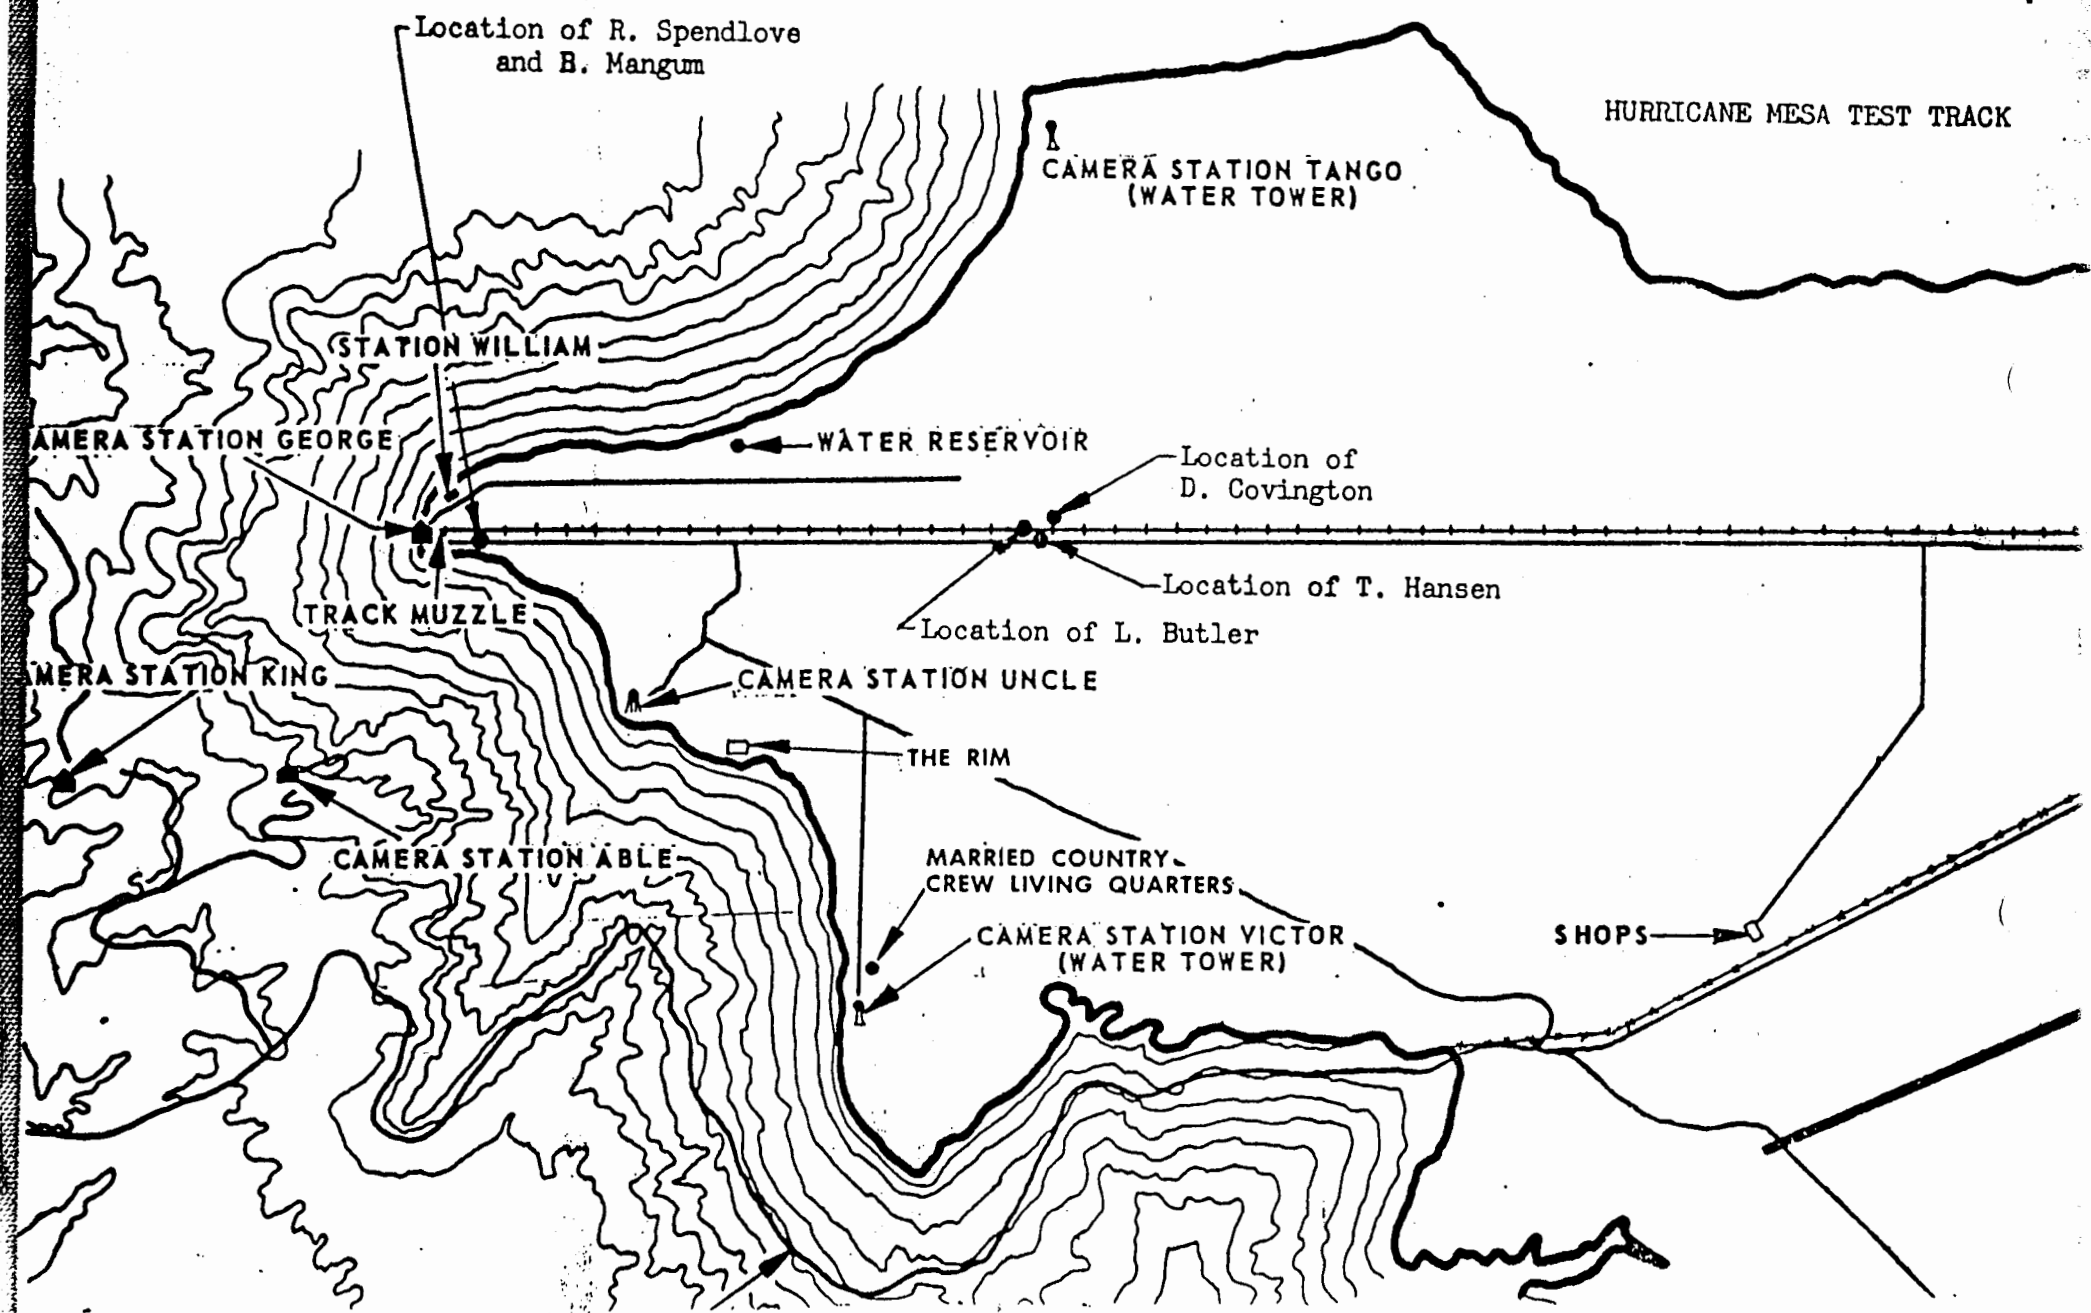 Location of R. Spendlove
and B. Mangum
HURRICANE MESA TEST TRACK
CAMERA STATION TANGO
(WATER TOWER)
STATION WILLIAM
AMERA STATION GEORGE
WATER RESERVOIR
Location of
D. Covington
Location of T. Hansen
TRACK MUZZLE
Location of L. Butler
AMERA STATION KING
CAMERA STATION UNCLE
THE RIM
CAMERA STATION ABLE
MARRIED COUNTRY
CREW LIVING QUARTERS
CAMERA STATION VICTOR
(WATER TOWER)
SHOPS